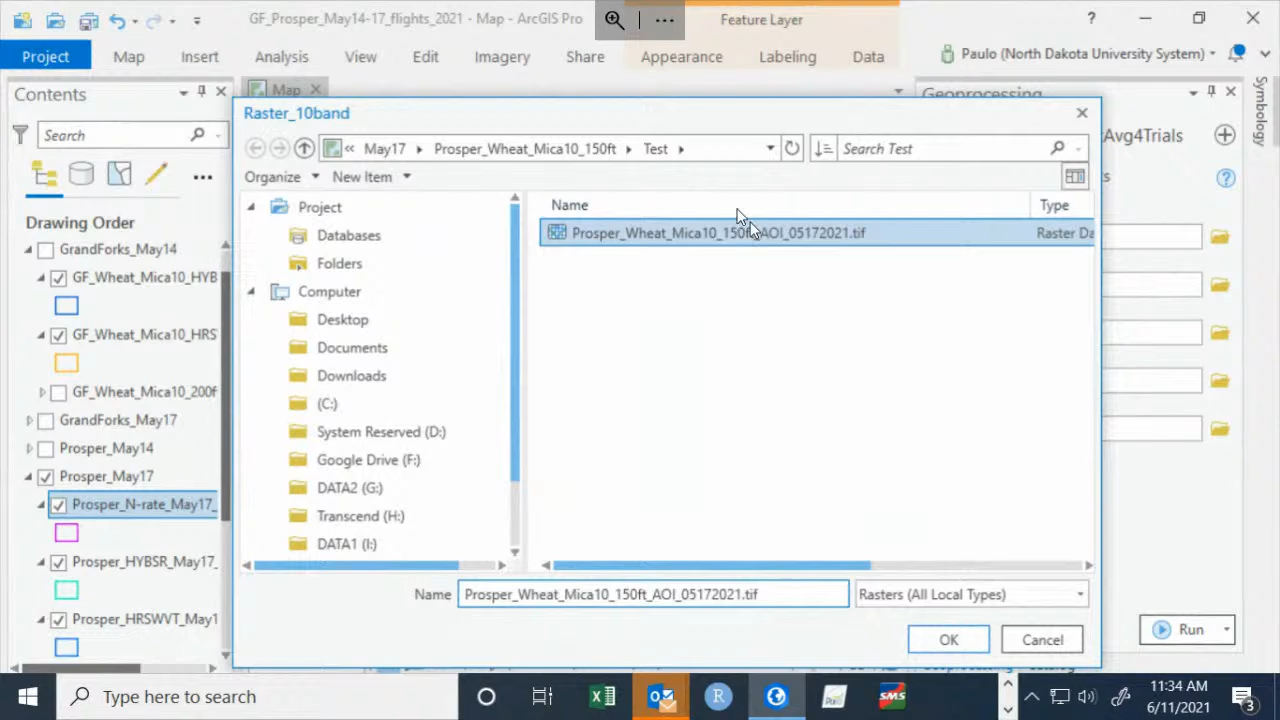 GF_Prosper_May14-17_flights_2021 - Map - ArcGIS Pro
Feature Layer
Project
Map
Insert
Analysis
View
Edit
Imagery
Share
Appearance
Labeling
Data
Paulo (North Dakota University System)
Contents
Map
Geoprocessing
Symbology
Search
Avg4Trials
Drawing Order
GrandForks_May14
GF_Wheat_Mica10_HYB
GF_Wheat_Mica10_HRS
GF_Wheat_Mica10_200f
GrandForks_May17
Prosper_May14
Prosper_May17
Prosper_N-rate_May17_
Prosper_HYBSR_May17_
Prosper_HRSWVT_May1
Raster_10band
May17
Prosper_Wheat_Mica10_150ft
Test
Search Test
Organize
New Item
Project
Databases
Folders
Computer
Desktop
Documents
Downloads
(C:)
System Reserved (D:)
Google Drive (F:)
DATA2 (G:)
Transcend (H:)
DATA1 (I:)
Name
Type
Prosper_Wheat_Mica10_150ft_AOI_05172021.tif
Raster Da
Name
Prosper_Wheat_Mica10_150ft_AOI_05172021.tif
Rasters (All Local Types)
OK
Cancel
Run
Type here to search
R
SMS
11:34 AM
6/11/2021
3